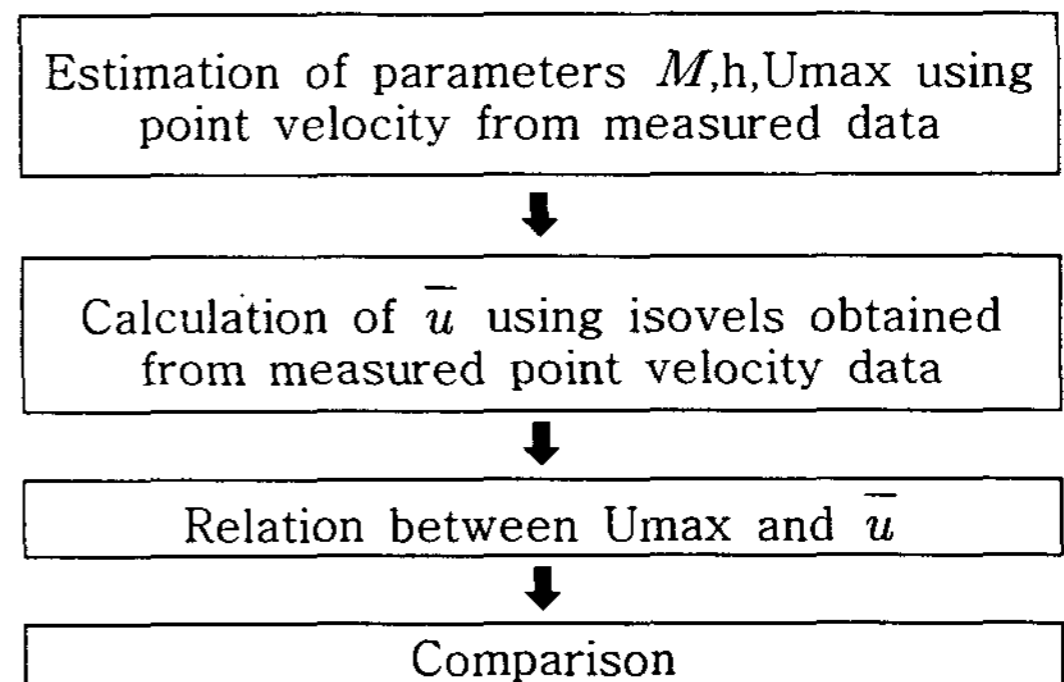 Estimation of parameters M,h,Umax using
point velocity from measured data
Calculation of u̅ using isovels obtained
from measured point velocity data
Relation between Umax and u̅
Comparison